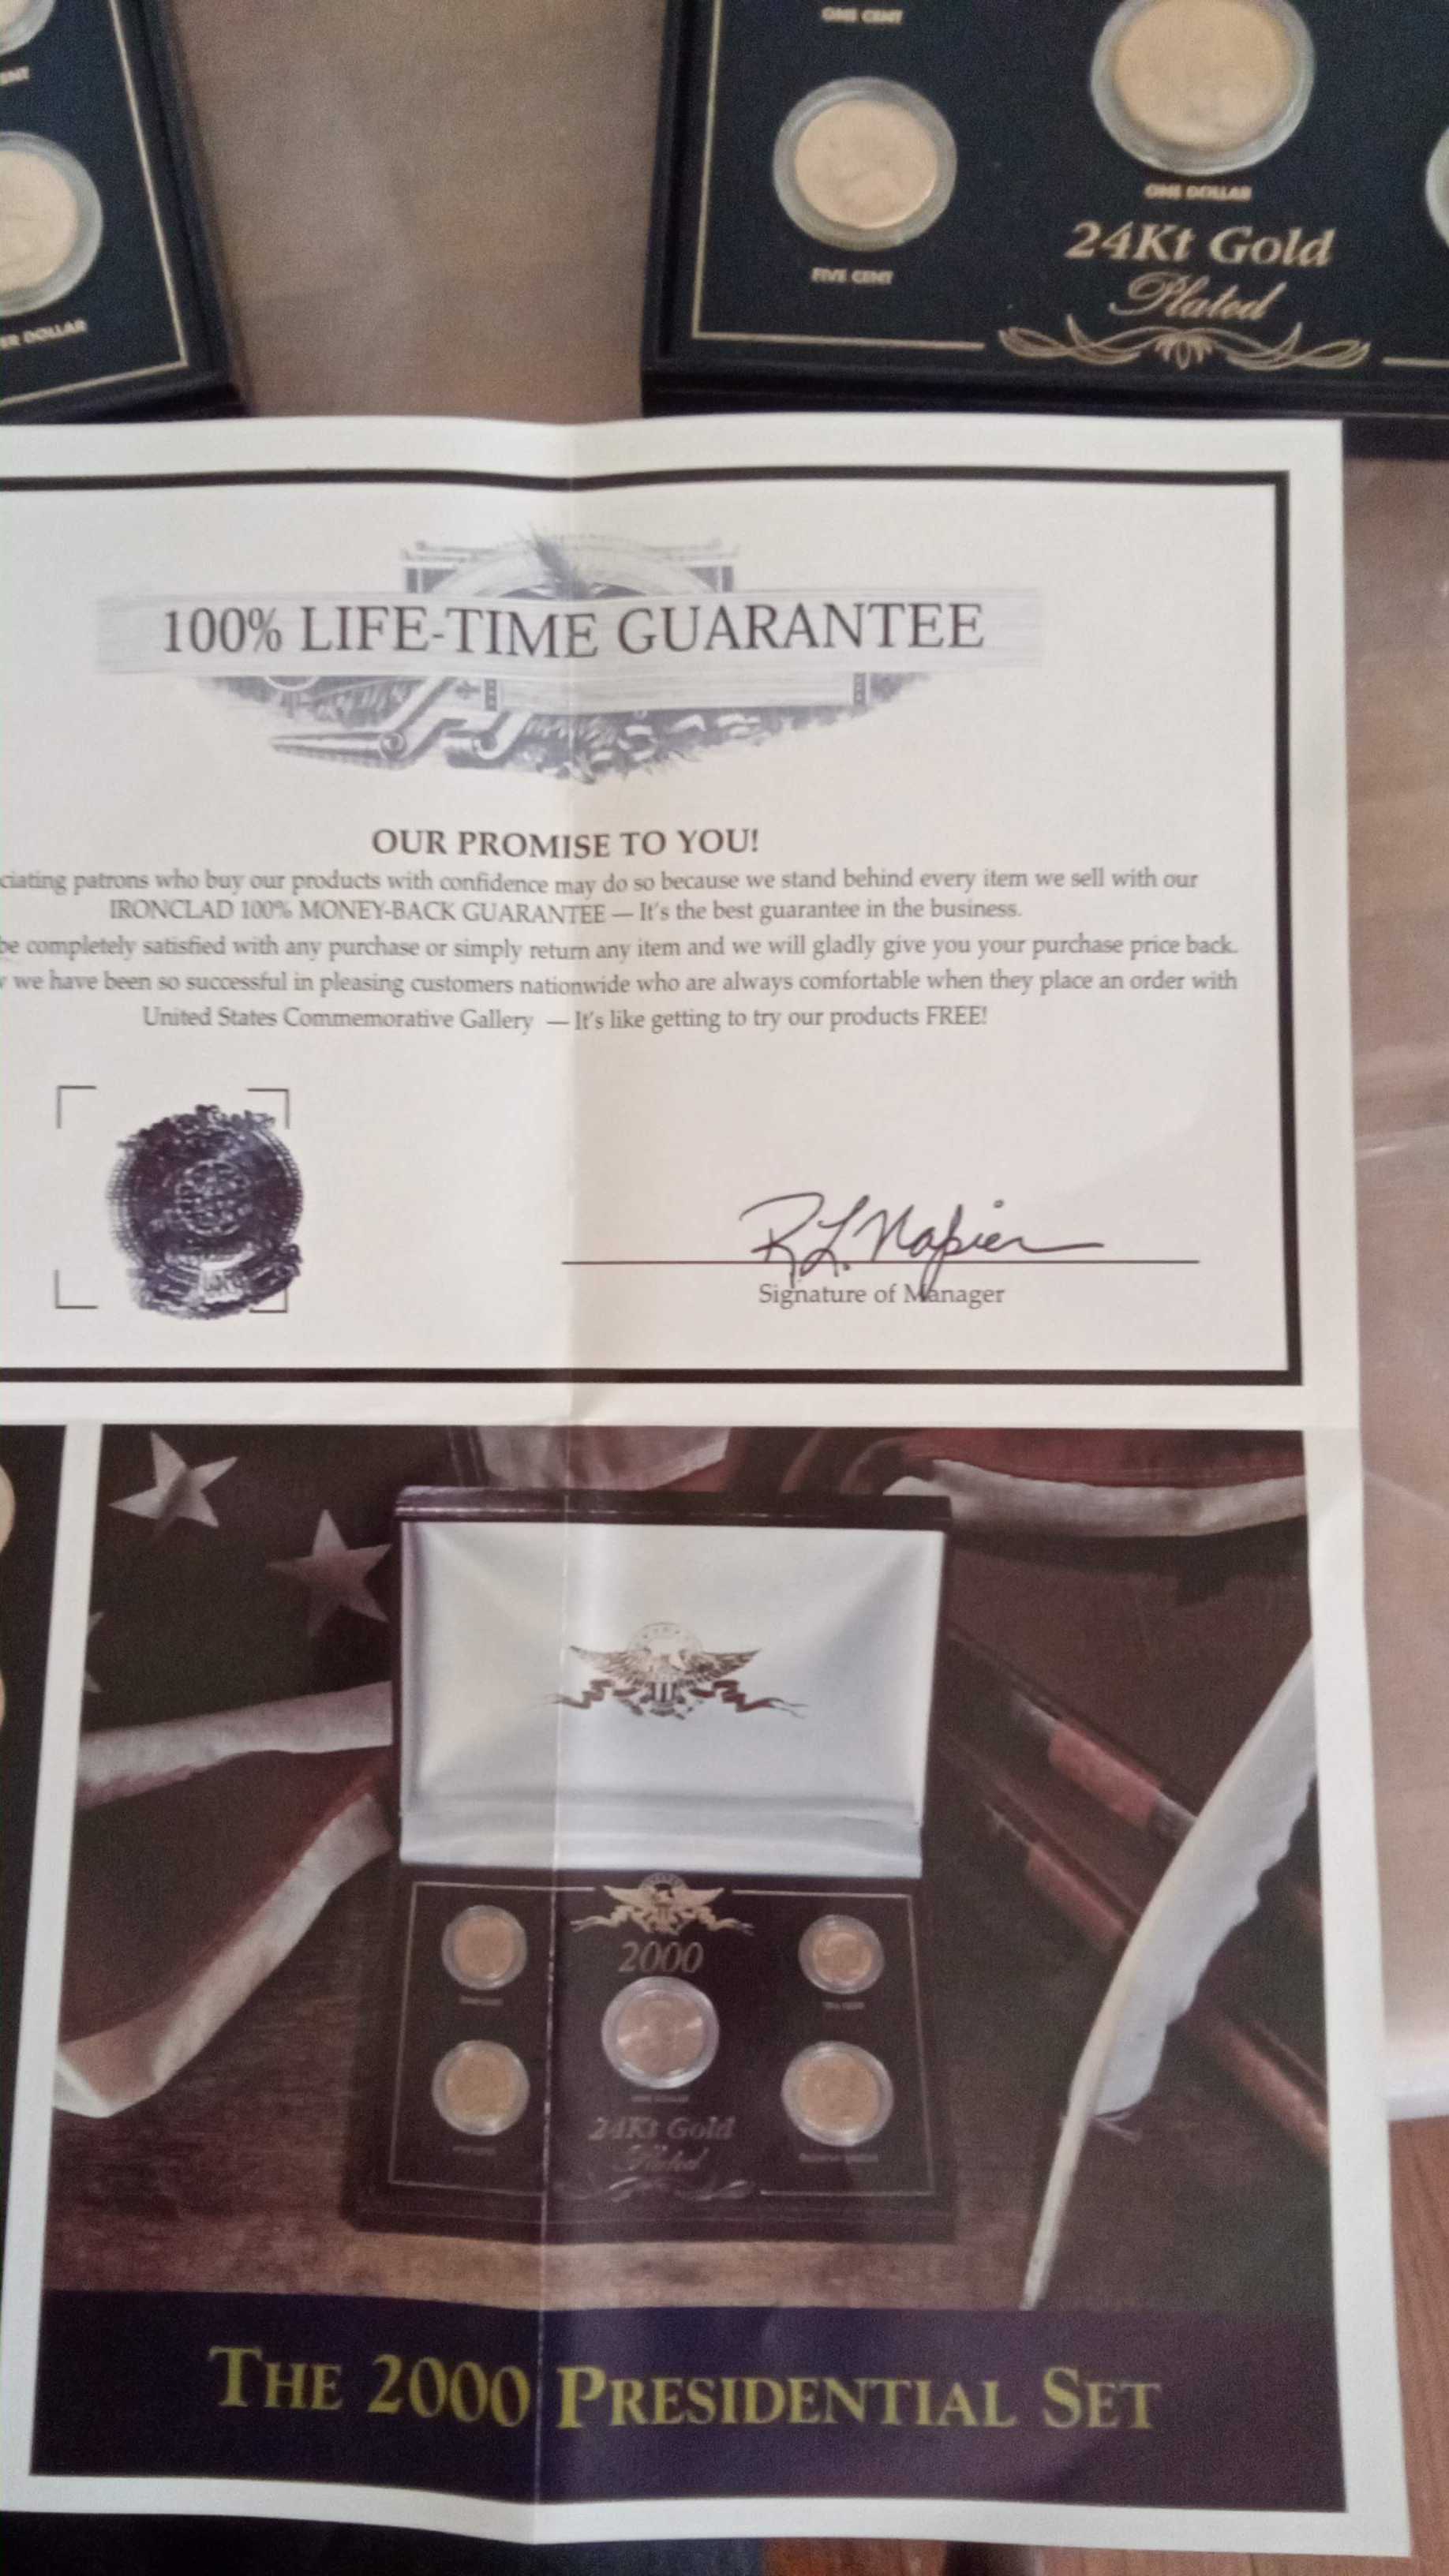 ONE CENT
ONE DOLLAR
24Kt Gold
Plated
FIVE CENT
DOLLAR
100% LIFE-TIME GUARANTEE
OUR PROMISE TO YOU!
ciating patrons who buy our products with confidence may do so because we stand behind every item we sell with our
IRONCLAD 100% MONEY-BACK GUARANTEE — It's the best guarantee in the business.
be completely satisfied with any purchase or simply return any item and we will gladly give you your purchase price back.
we have been so successful in pleasing customers nationwide who are always comfortable when they place an order with
United States Commemorative Gallery — It's like getting to try our products FREE!
R L Napier
Signature of Manager
2000
24Kt Gold
Plated
THE 2000 PRESIDENTIAL SET